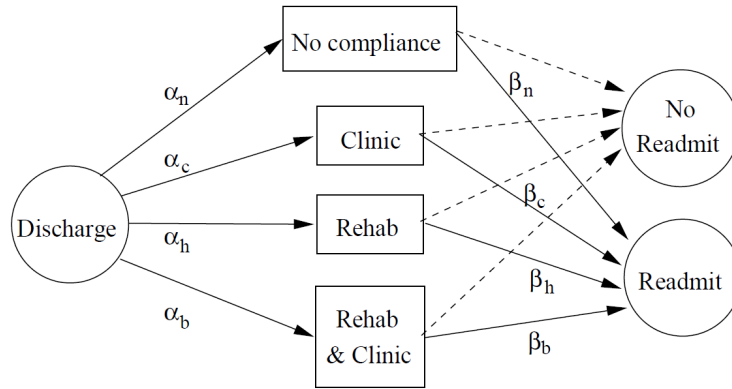 No compliance
αn
βn
No
Readmit
αc
Clinic
βc
Discharge
Rehab
αh
βh
Readmit
αb
Rehab
& Clinic
βb